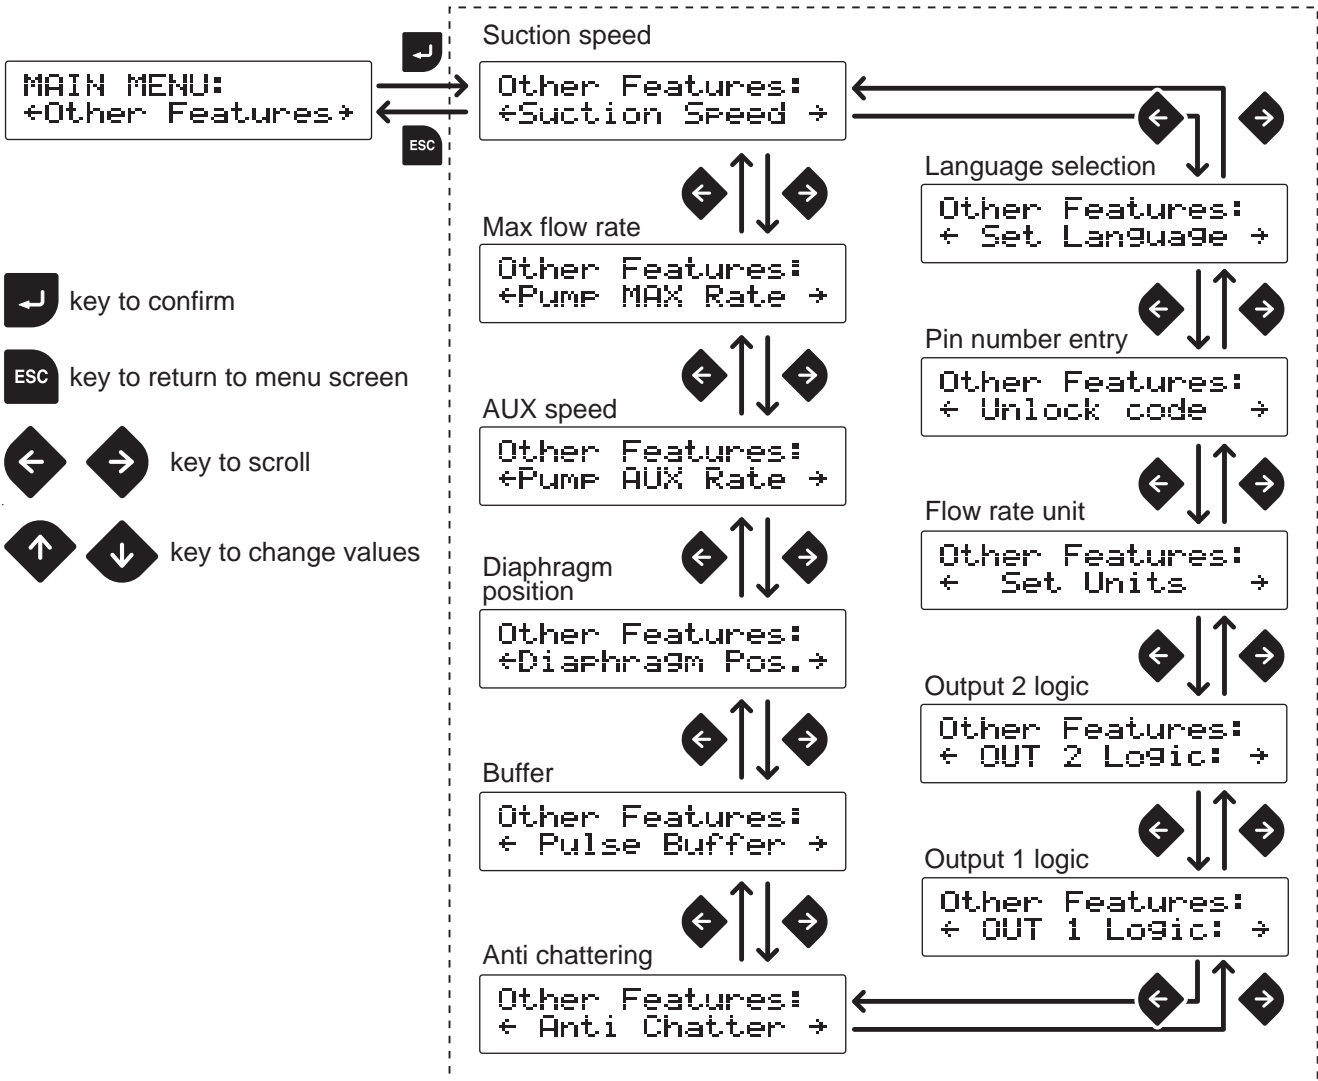 MAIN MENU:
←Other Features→
ESC
key to confirm
ESC key to return to menu screen
key to scroll
key to change values
Suction speed
Other Features:
←Suction Speed →
Max flow rate
Other Features:
←Pump MAX Rate →
AUX speed
Other Features:
←Pump AUX Rate →
Diaphragm
position
Other Features:
←Diaphragm Pos.→
Buffer
Other Features:
← Pulse Buffer →
Anti chattering
Other Features:
← Anti Chatter →
Language selection
Other Features:
← Set Language →
Pin number entry
Other Features:
← Unlock code →
Flow rate unit
Other Features:
← Set Units →
Output 2 logic
Other Features:
← OUT 2 Logic: →
Output 1 logic
Other Features:
← OUT 1 Logic: →